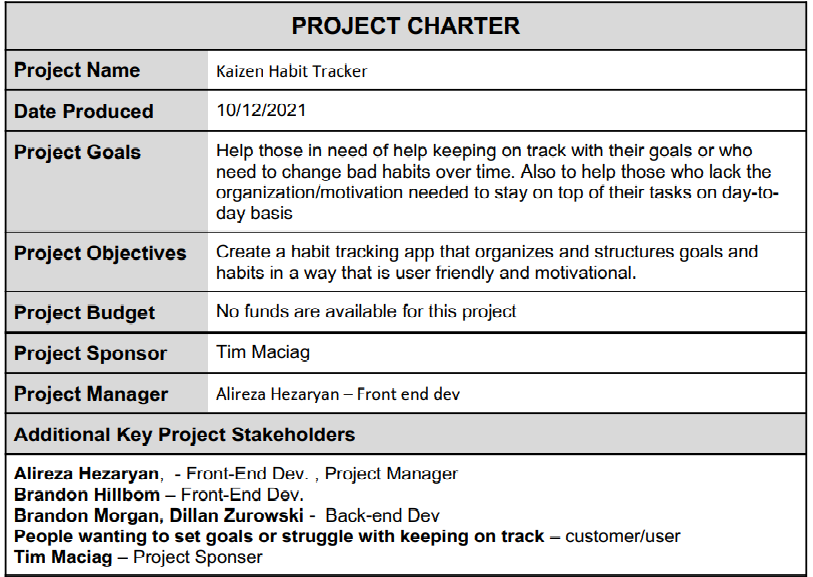 PROJECT CHARTER
Project Name
Kaizen Habit Tracker
Date Produced
10/12/2021
Project Goals
Help those in need of help keeping on track with their goals or who
need to change bad habits over time. Also to help those who lack the
organization/motivation needed to stay on top of their tasks on day-to-
day basis
Project Objectives
Create a habit tracking app that organizes and structures goals and
habits in a way that is user friendly and motivational.
Project Budget
No funds are available for this project
Project Sponsor
Tim Maciag
Project Manager
Alireza Hezaryan – Front end dev
Additional Key Project Stakeholders
Alireza Hezaryan,  - Front-End Dev. , Project Manager
Brandon Hillbom – Front-End Dev.
Brandon Morgan, Dillan Zurowski -  Back-end Dev
People wanting to set goals or struggle with keeping on track – customer/user
Tim Maciag – Project Sponser